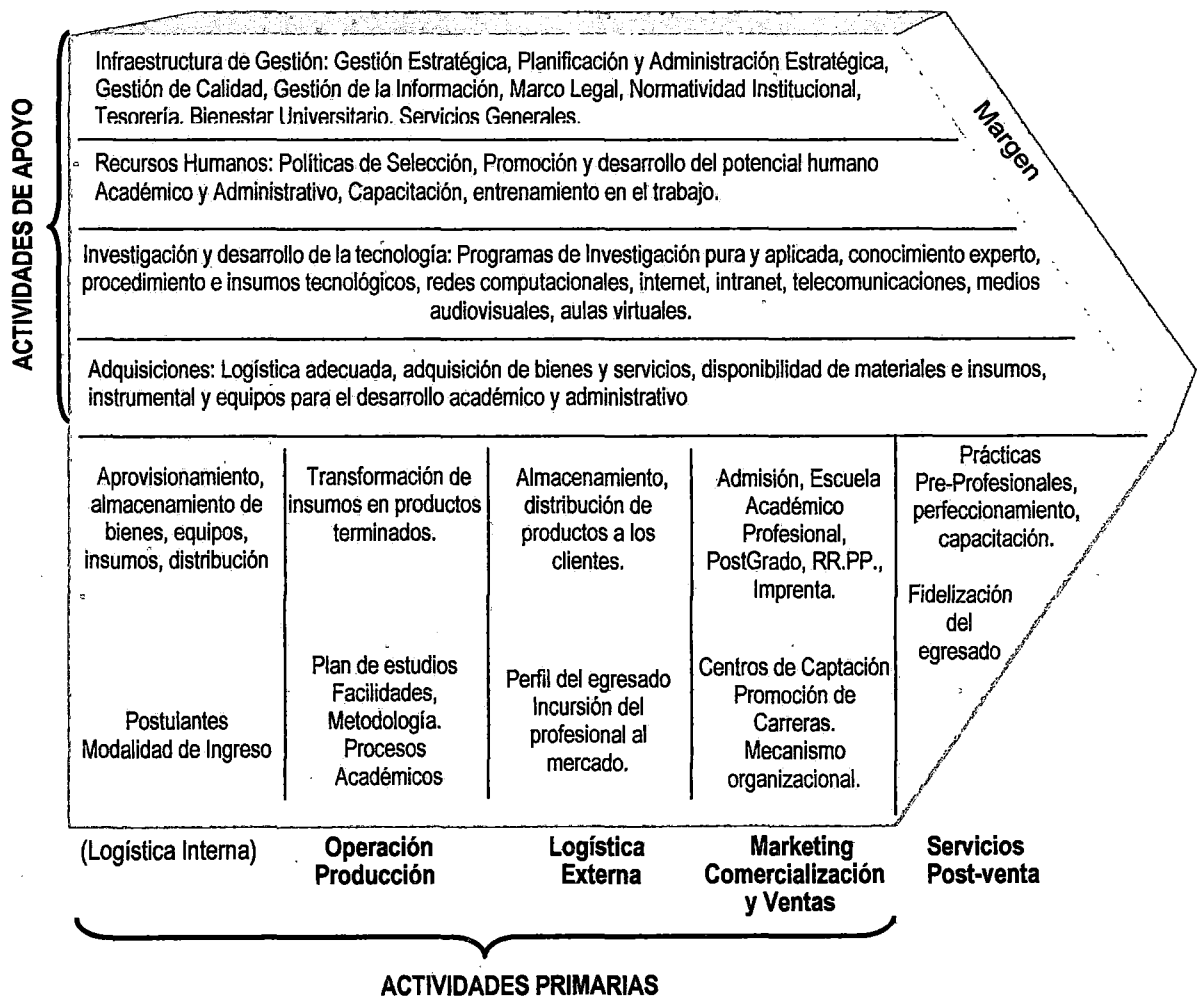 Infraestructura de Gestión: Gestión Estratégica, Planificación y Administración Estratégica,
Gestión de Calidad, Gestión de la Información, Marco Legal, Normatividad Institucional,
Tesorería. Bienestar Universitario. Servicios Generales.
Margen
ACTIVIDADES DE APOYO
Recursos Humanos: Políticas de Selección, Promoción y desarrollo del potencial humano
Académico y Administrativo, Capacitación, entrenamiento en el trabajo.
Investigación y desarrollo de la tecnología: Programas de Investigación pura y aplicada, conocimiento experto,
procedimiento e insumos tecnológicos, redes computacionales, internet, intranet, telecomunicaciones, medios
audiovisuales, aulas virtuales.
Adquisiciones: Logística adecuada, adquisición de bienes y servicios, disponibilidad de materiales e insumos,
instrumental y equipos para el desarrollo académico y administrativo
Aprovisionamiento,
almacenamiento de
bienes, equipos,
insumos, distribución
Postulantes
Modalidad de Ingreso
Transformación de
insumos en productos
terminados.
Plan de estudios
Facilidades,
Metodología.
Procesos
Académicos
Almacenamiento,
distribución de
productos a los
clientes.
Perfil del egresado
Incursión del
profesional al
mercado.
Admisión, Escuela
Académico
Profesional,
PostGrado, RR.PP.,
Imprenta.
Centros de Captación
Promoción de
Carreras.
Mecanismo
organizacional.
Prácticas
Pre-Profesionales,
perfeccionamiento,
capacitación.
Fidelización
del
egresado
(Logística Interna)
Operación
Producción
Logística
Externa
Marketing
Comercialización
y Ventas
Servicios
Post-venta
ACTIVIDADES PRIMARIAS